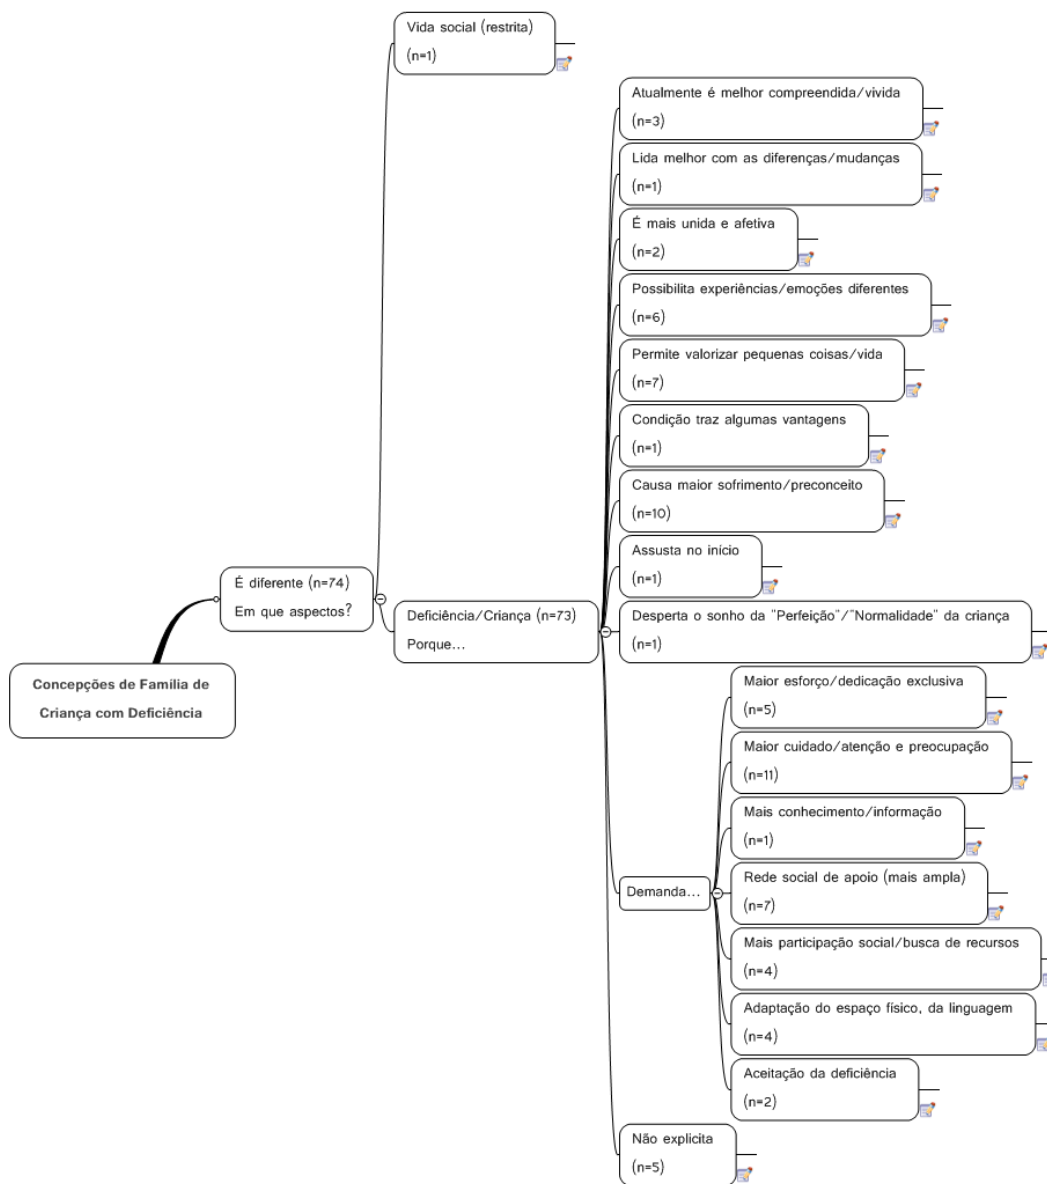 Vida social (restrita)
(n=1)
Atualmente é melhor compreendida/vivida
(n=3)
Lida melhor com as diferenças/mudanças
(n=1)
É mais unida e afetiva
(n=2)
Possibilita experiências/emoções diferentes
(n=6)
Permite valorizar pequenas coisas/vida
(n=7)
Condição traz algumas vantagens
(n=1)
Causa maior sofrimento/preconceito
(n=10)
Assusta no início
(n=1)
É diferente (n=74)
Em que aspectos?
Deficiência/Criança (n=73)
Porque...
Desperta o sonho da "Perfeição"/"Normalidade" da criança
(n=1)
Concepções de Família de
Criança com Deficiência
Maior esforço/dedicação exclusiva
(n=5)
Maior cuidado/atenção e preocupação
(n=11)
Mais conhecimento/informação
(n=1)
Demanda...
Rede social de apoio (mais ampla)
(n=7)
Mais participação social/busca de recursos
(n=4)
Adaptação do espaço físico, da linguagem
(n=4)
Aceitação da deficiência
(n=2)
Não explicita
(n=5)